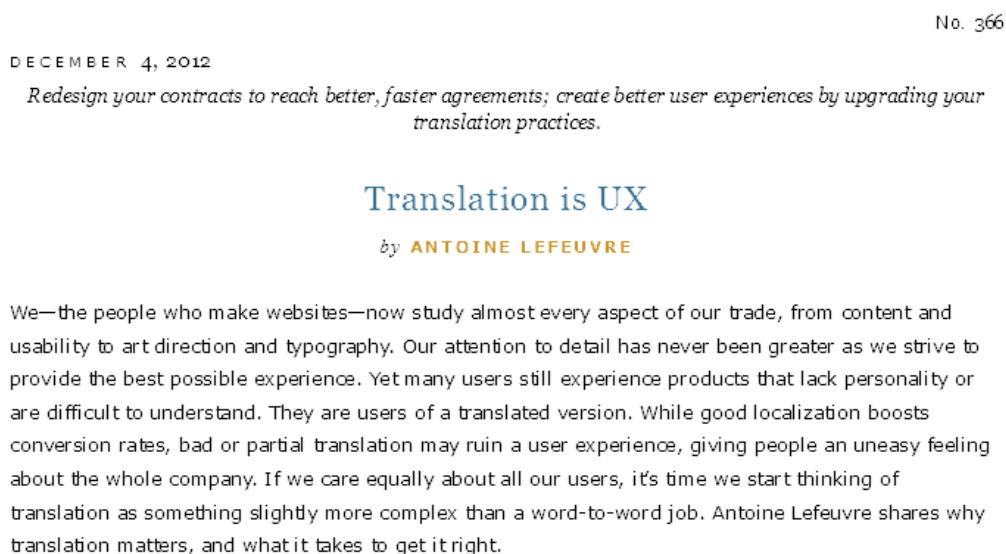 No. 366
DECEMBER 4, 2012
Redesign your contracts to reach better, faster agreements; create better user experiences by upgrading your
translation practices.
Translation is UX
by ANTOINE LEFEUVRE
We—the people who make websites—now study almost every aspect of our trade, from content and
usability to art direction and typography. Our attention to detail has never been greater as we strive to
provide the best possible experience. Yet many users still experience products that lack personality or
are difficult to understand. They are users of a translated version. While good localization boosts
conversion rates, bad or partial translation may ruin a user experience, giving people an uneasy feeling
about the whole company. If we care equally about all our users, it's time we start thinking of
translation as something slightly more complex than a word-to-word job. Antoine Lefeuvre shares why
translation matters, and what it takes to get it right.